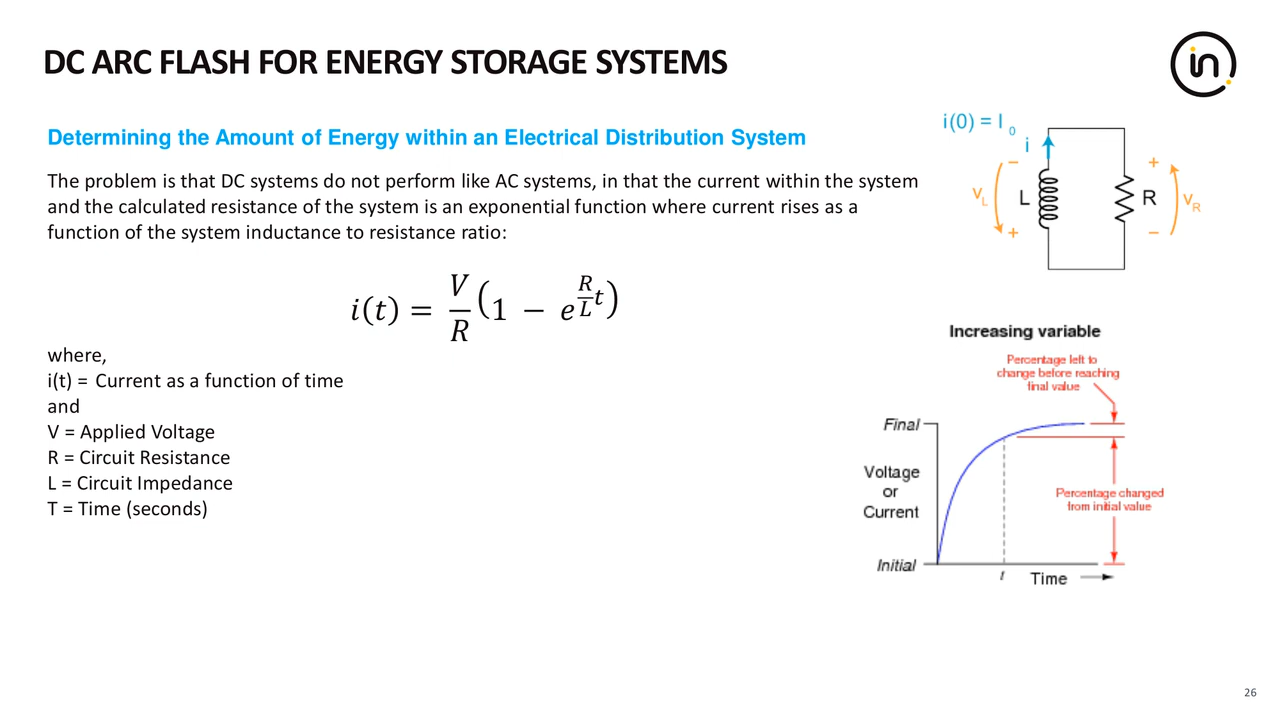 DC ARC FLASH FOR ENERGY STORAGE SYSTEMS
in
Determining the Amount of Energy within an Electrical Distribution System
The problem is that DC systems do not perform like AC systems, in that the current within the system
and the calculated resistance of the system is an exponential function where current rises as a
function of the system inductance to resistance ratio:
i(t) = V/R (1 − e^(R/L t))
where,
i(t) = Current as a function of time
and
V = Applied Voltage
R = Circuit Resistance
L = Circuit Impedance
T = Time (seconds)
i(0) = I₀
i
−
+
v_L
L
R
+
−
v_R
Increasing variable
Percentage left to
change before reaching
final value
Final
Voltage
or
Current
Percentage changed
from initial value
Initial
t
Time
26